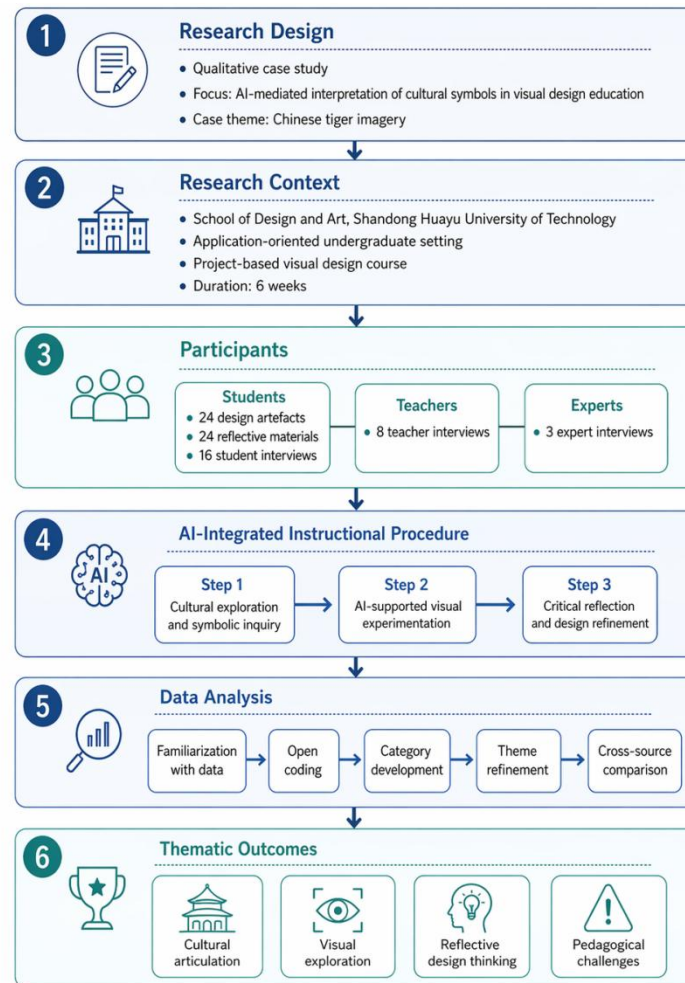 1
Research Design
• Qualitative case study
• Focus: AI-mediated interpretation of cultural symbols in visual design education
• Case theme: Chinese tiger imagery
2
Research Context
• School of Design and Art, Shandong Huayu University of Technology
• Application-oriented undergraduate setting
• Project-based visual design course
• Duration: 6 weeks
3
Participants
Students
• 24 design artefacts
• 24 reflective materials
• 16 student interviews
Teachers
• 8 teacher interviews
Experts
• 3 expert interviews
4
AI
AI-Integrated Instructional Procedure
Step 1
Cultural exploration
and symbolic inquiry
Step 2
AI-supported visual
experimentation
Step 3
Critical reflection
and design refinement
5
Data Analysis
Familiarization
with data
Open
coding
Category
development
Theme
refinement
Cross-source
comparison
6
Thematic Outcomes
Cultural
articulation
Visual
exploration
Reflective
design thinking
Pedagogical
challenges